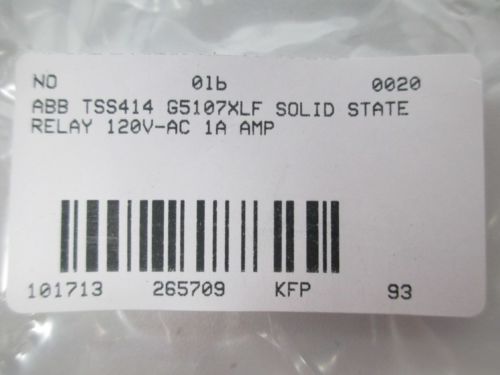 NO 01b 0020
ABB TSS414 G5107XLF SOLID STATE
RELAY 120V-AC 1A AMP
101713 265709 KFP 93